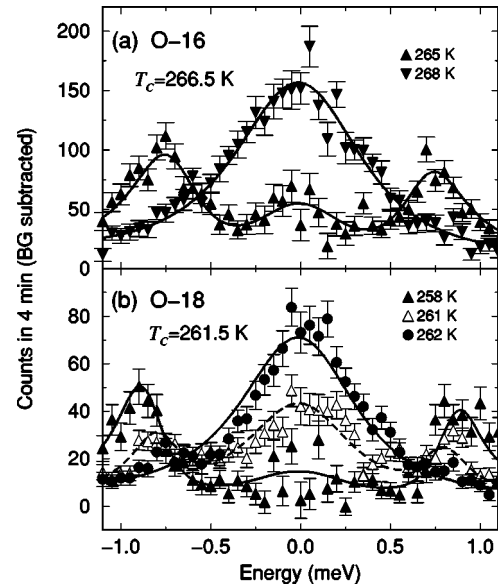 (a) O−16
T_C=266.5 K
265 K
268 K
200
150
100
50
0
Counts in 4 min (BG subtracted)
(b) O−18
T_C=261.5 K
258 K
261 K
262 K
80
60
40
20
0
−1.0 −0.5 0.0 0.5 1.0
Energy (meV)